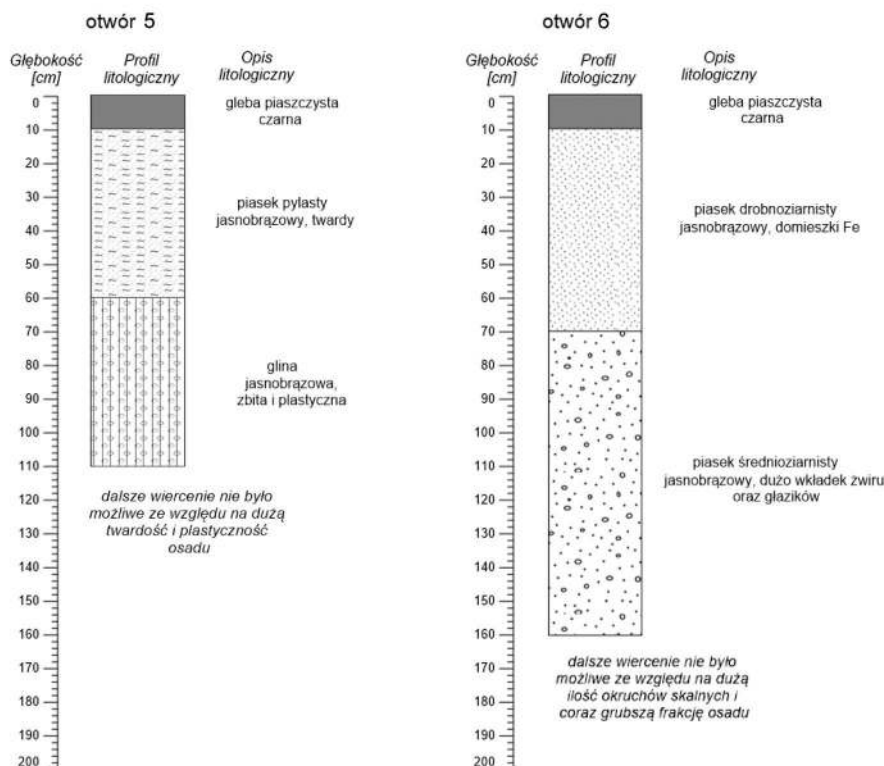 otwór 5
Głębokość
[cm]
Profil
litologiczny
Opis
litologiczny
0
10
20
30
40
50
60
70
80
90
100
110
120
130
140
150
160
170
180
190
200
gleba piaszczysta
czarna
piasek pylasty
jasnobrązowy, twardy
glina
jasnobrązowa,
zbita i plastyczna
dalsze wiercenie nie było
możliwe ze względu na dużą
twardość i plastyczność
osadu
otwór 6
Głębokość
[cm]
Profil
litologiczny
Opis
litologiczny
0
10
20
30
40
50
60
70
80
90
100
110
120
130
140
150
160
170
180
190
200
gleba piaszczysta
czarna
piasek drobnoziarnisty
jasnobrązowy, domieszki Fe
piasek średnioziarnisty
jasnobrązowy, dużo wkładek żwiru
oraz głazików
dalsze wiercenie nie było
możliwe ze względu na dużą
ilość okruchów skalnych i
coraz grubszą frakcję osadu